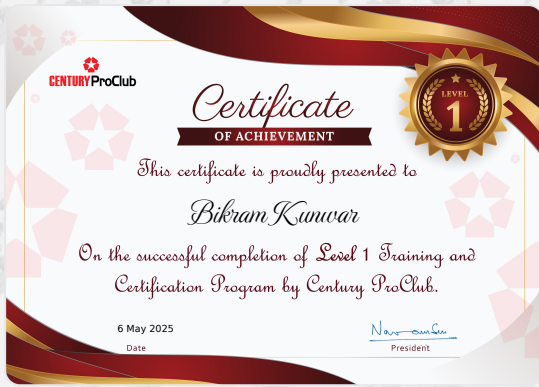 CENTURY ProClub
Certificate
OF ACHIEVEMENT
LEVEL
1
This certificate is proudly presented to
Bikram Kunwar
On the successful completion of Level 1 Training and
Certification Program by Century ProClub.
6 May 2025
Date
President